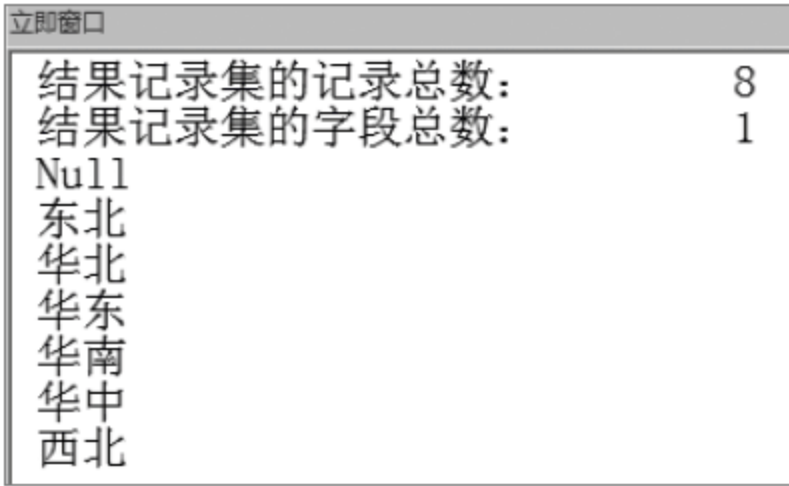 立即窗口
结果记录集的记录总数： 8
结果记录集的字段总数： 1
Null
东北
华北
华东
华南
华中
西北